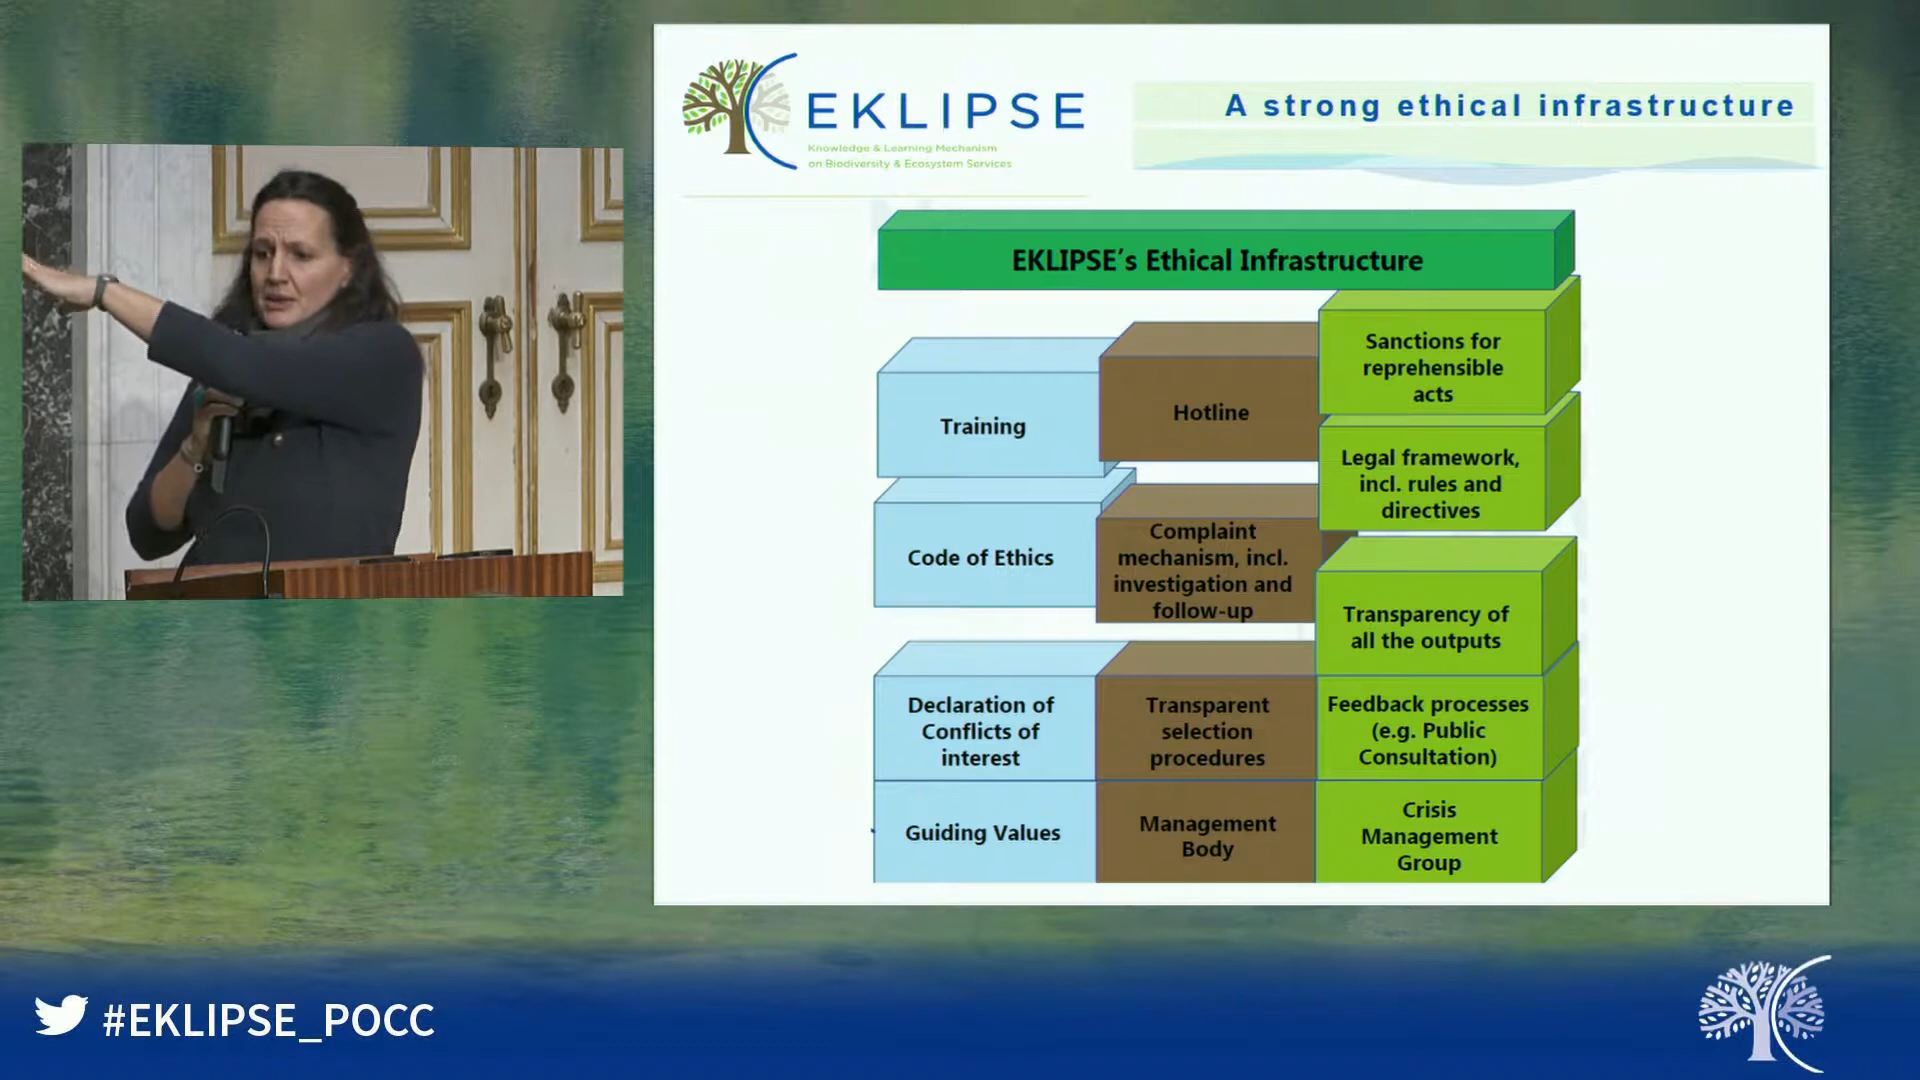 EKLIPSE
Knowledge & Learning Mechanism
on Biodiversity & Ecosystem Services
A strong ethical infrastructure
EKLIPSE´s Ethical Infrastructure
Training
Hotline
Sanctions for
reprehensible
acts
Legal framework,
incl. rules and
directives
Code of Ethics
Complaint
mechanism, incl.
investigation and
follow-up
Transparency of
all the outputs
Declaration of
Conflicts of
interest
Transparent
selection
procedures
Feedback processes
(e.g. Public
Consultation)
Guiding Values
Management
Body
Crisis
Management
Group
#EKLIPSE_POCC